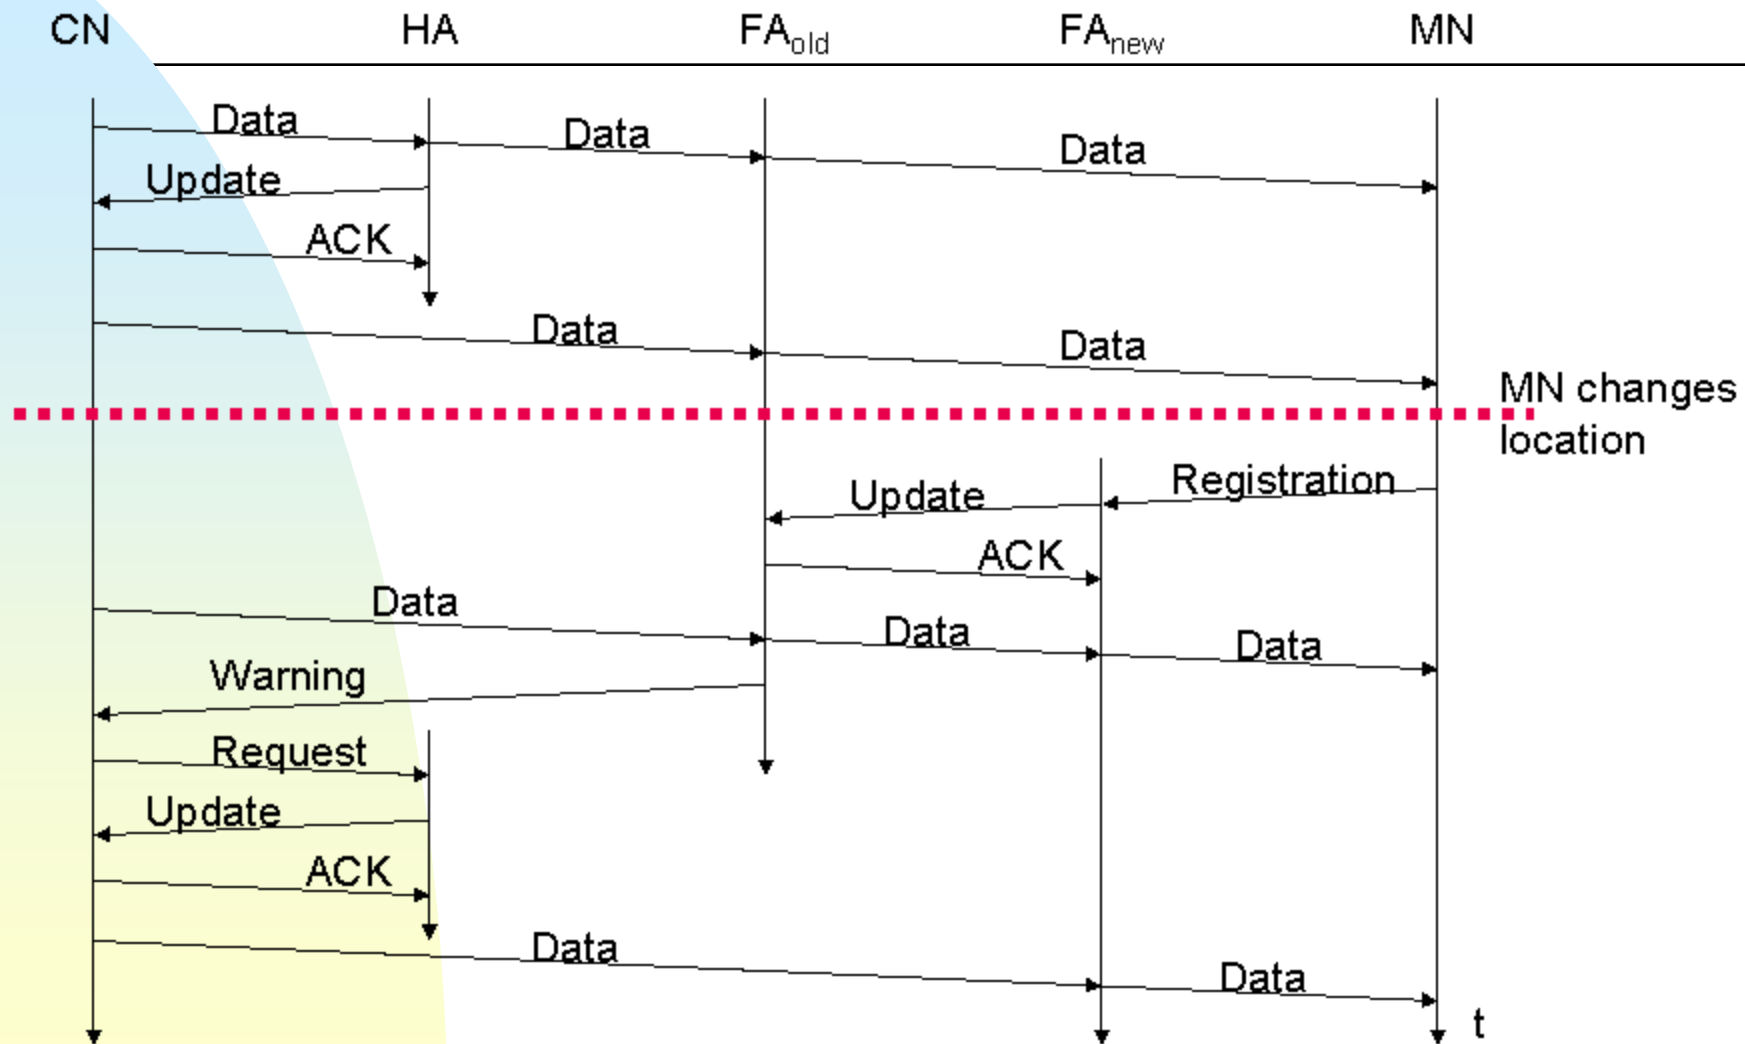 CN HA FAold FAnew MN
Data
Data
Data
Update
ACK
Data
Data
MN changes
location
Registration
Update
ACK
Data
Data
Data
Warning
Request
Update
ACK
Data
Data
t